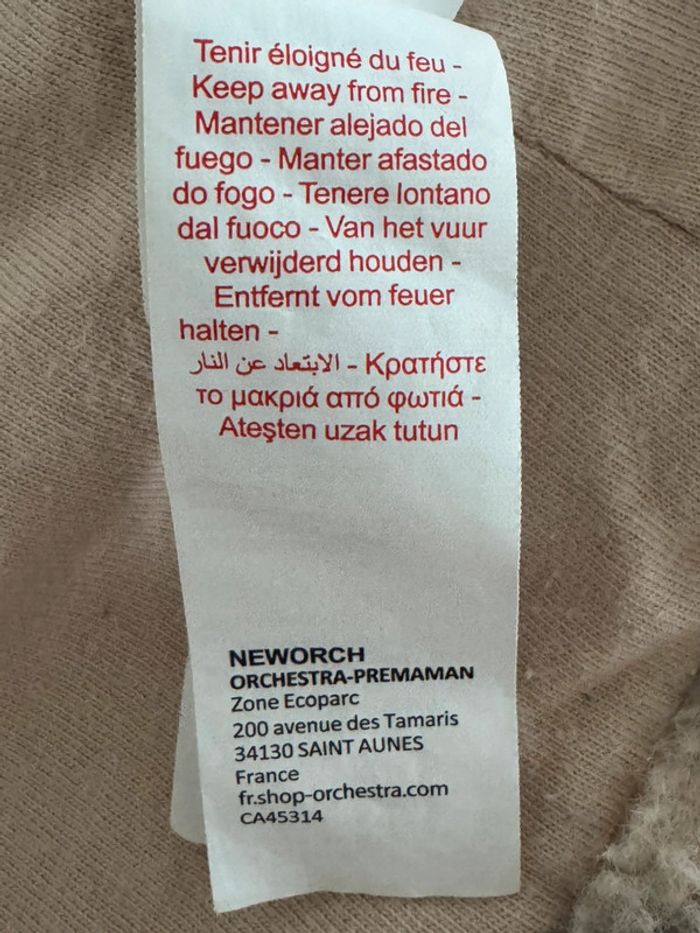 Tenir éloigné du feu -
Keep away from fire -
Mantener alejado del
fuego - Manter afastado
do fogo - Tenere lontano
dal fuoco - Van het vuur
verwijderd houden -
Entfernt vom feuer
halten -
الابتعاد عن النار - Κρατήστε
το μακριά από φωτιά -
Ateşten uzak tutun
NEWORCH
ORCHESTRA-PREMAMAN
Zone Ecoparc
200 avenue des Tamaris
34130 SAINT AUNES
France
fr.shop-orchestra.com
CA45314